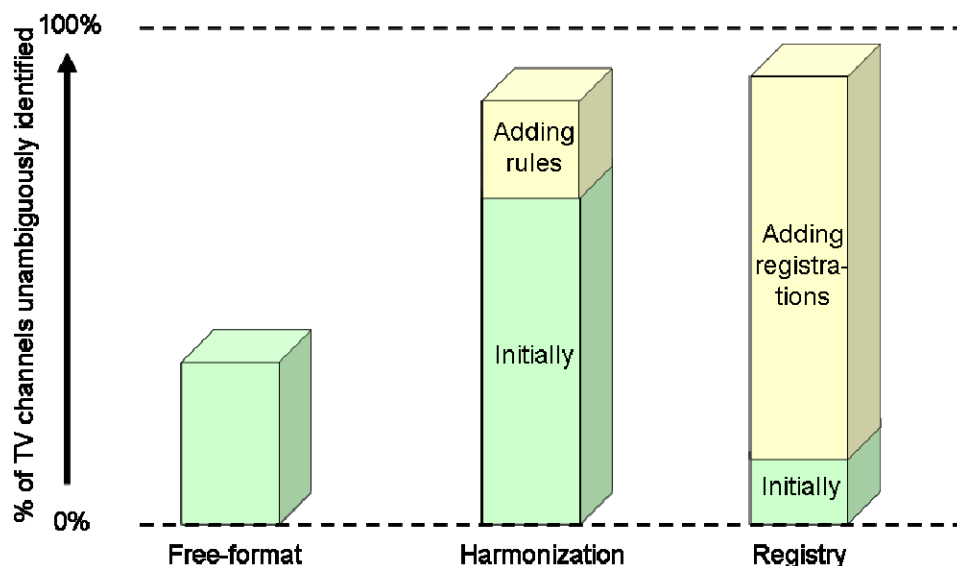 100%
% of TV channels unambiguously identified
Adding
rules
Adding
registra-
tions
Initially
Initially
0%
Free-format
Harmonization
Registry